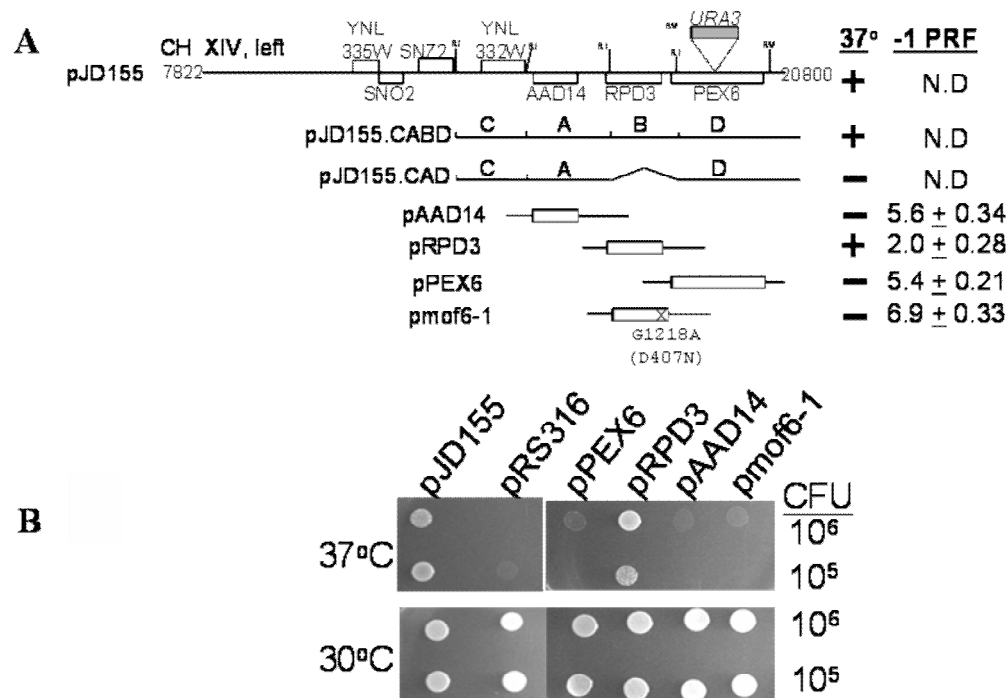 A
CH XIV, left
YNL
335W
SNZ2
YNL
332W
URA3
37º -1 PRF
pJD155
7822
20800
SNO2
AAD14
RPD3
PEX6
+ N.D
pJD155.CABD
C A B D
+ N.D
pJD155.CAD
C A D
– N.D
pAAD14
– 5.6 ± 0.34
pRPD3
+ 2.0 ± 0.28
pPEX6
– 5.4 ± 0.21
pmof6-1
X
– 6.9 ± 0.33
G1218A
(D407N)
B
pJD155
pRS316
pPEX6
pRPD3
pAAD14
pmof6-1
CFU
37ºC
10⁶
10⁵
30ºC
10⁶
10⁵